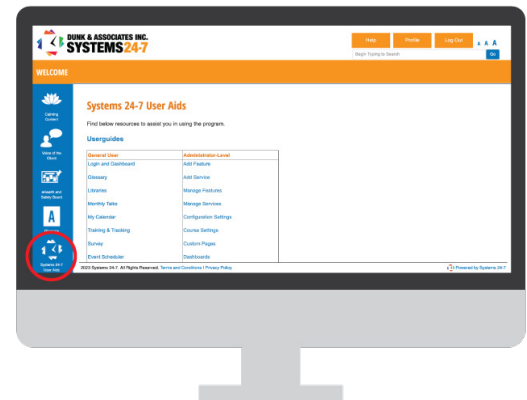 DUNK & ASSOCIATES INC.
SYSTEMS24-7
Help Profile Log Out A A A
Begin Typing to Search Go
WELCOME
Calming
Content
Voice of the
Client
Health and
Safety Board
A
Systems 24-7
User Aids
Systems 24-7 User Aids
Find below resources to assist you in using the program.
Userguides
General User Administrator-Level
Login and Dashboard Add Feature
Glossary Add Service
Libraries Manage Features
Monthly Talks Manage Services
My Calendar Configuration Settings
Training & Tracking Course Settings
Survey Custom Pages
Event Scheduler Dashboards
2023 Systems 24-7 All Rights Reserved Terms and Conditions | Privacy Policy Powered by Systems 24-7